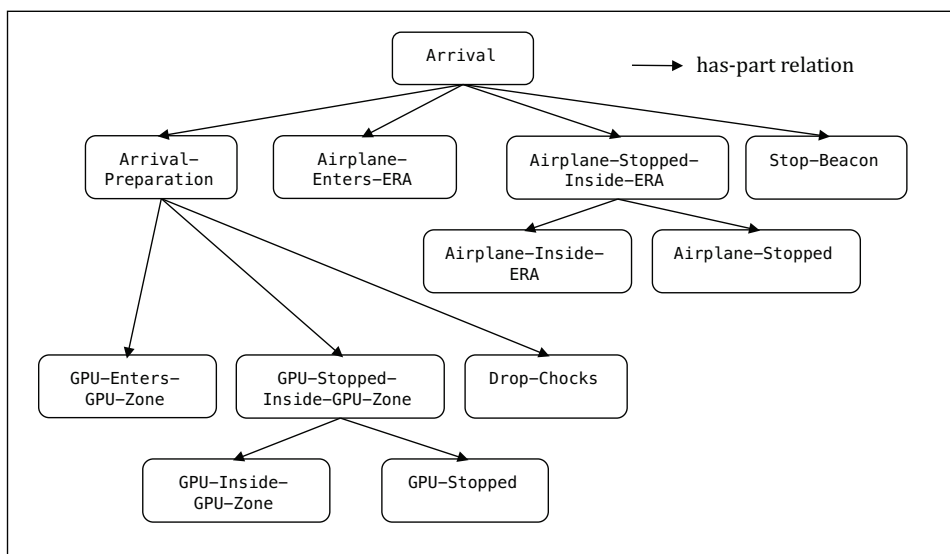 Arrival
has-part relation
Arrival-
Preparation
Airplane-
Enters-ERA
Airplane-Stopped-
Inside-ERA
Stop-Beacon
Airplane-Inside-
ERA
Airplane-Stopped
GPU-Enters-
GPU-Zone
GPU-Stopped-
Inside-GPU-Zone
Drop-Chocks
GPU-Inside-
GPU-Zone
GPU-Stopped